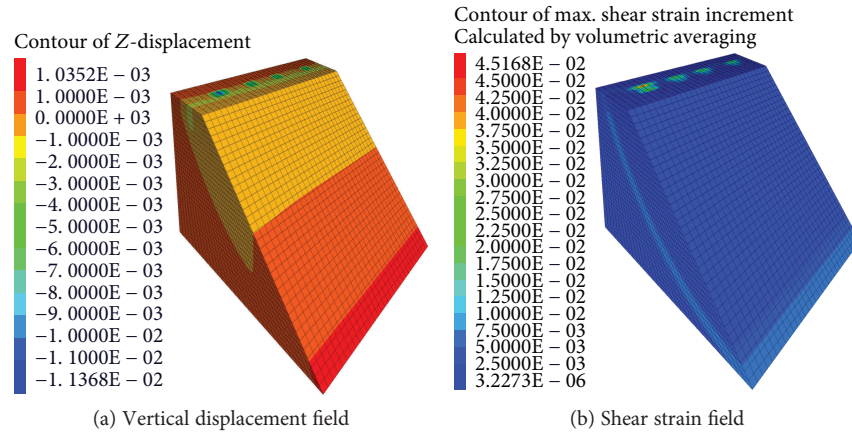 Contour of Z-displacement
1. 0352E − 03
1. 0000E − 03
0. 0000E + 03
−1. 0000E − 03
−2. 0000E − 03
−3. 0000E − 03
−4. 0000E − 03
−5. 0000E − 03
−6. 0000E − 03
−7. 0000E − 03
−8. 0000E − 03
−9. 0000E − 03
−1. 0000E − 02
−1. 1000E − 02
−1. 1368E − 02
(a) Vertical displacement field
Contour of max. shear strain increment
Calculated by volumetric averaging
4.5168E − 02
4.5000E − 02
4.2500E − 02
4.0000E − 02
3.7500E − 02
3.5000E − 02
3.2500E − 02
3.0000E − 02
2.7500E − 02
2.5000E − 02
2.2500E − 02
2.0000E − 02
1.7500E − 02
1.5000E − 02
1.2500E − 02
1.0000E − 02
7.5000E − 03
5.0000E − 03
2.5000E − 03
3.2273E − 06
(b) Shear strain field